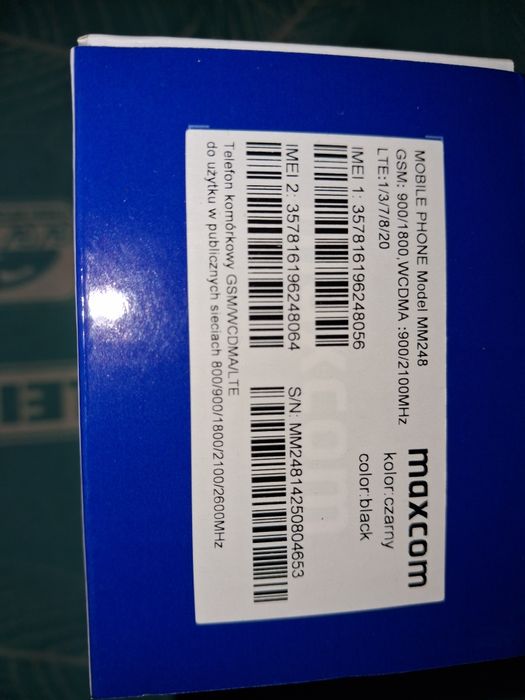 MOBILE PHONE Model MM248
GSM: 900/1800,WCDMA :900/2100MHz
LTE:1/3/7/8/20
maxcom
kolor:czarny
color:black
IMEI 1: 357816196248056
IMEI 2: 357816196248064
S/N: MM24814250804653
Telefon komórkowy GSM/WCDMA/LTE
do użytku w publicznych sieciach 800/900/1800/2100/2600MHz